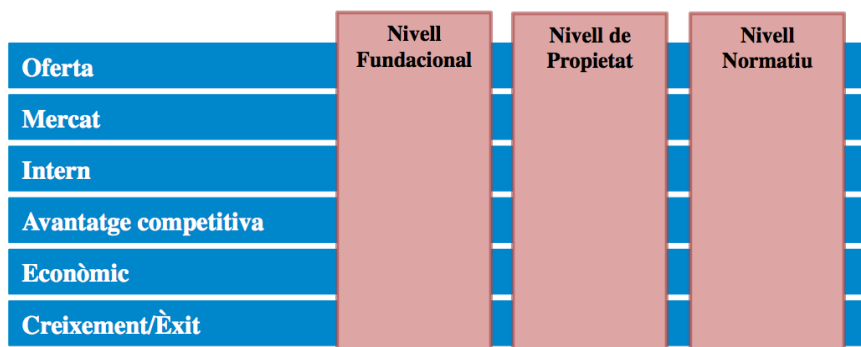 Nivell
Fundacional
Nivell de
Propietat
Nivell
Normatiu
Oferta
Mercat
Intern
Avantatge competitiva
Econòmic
Creixement/Èxit